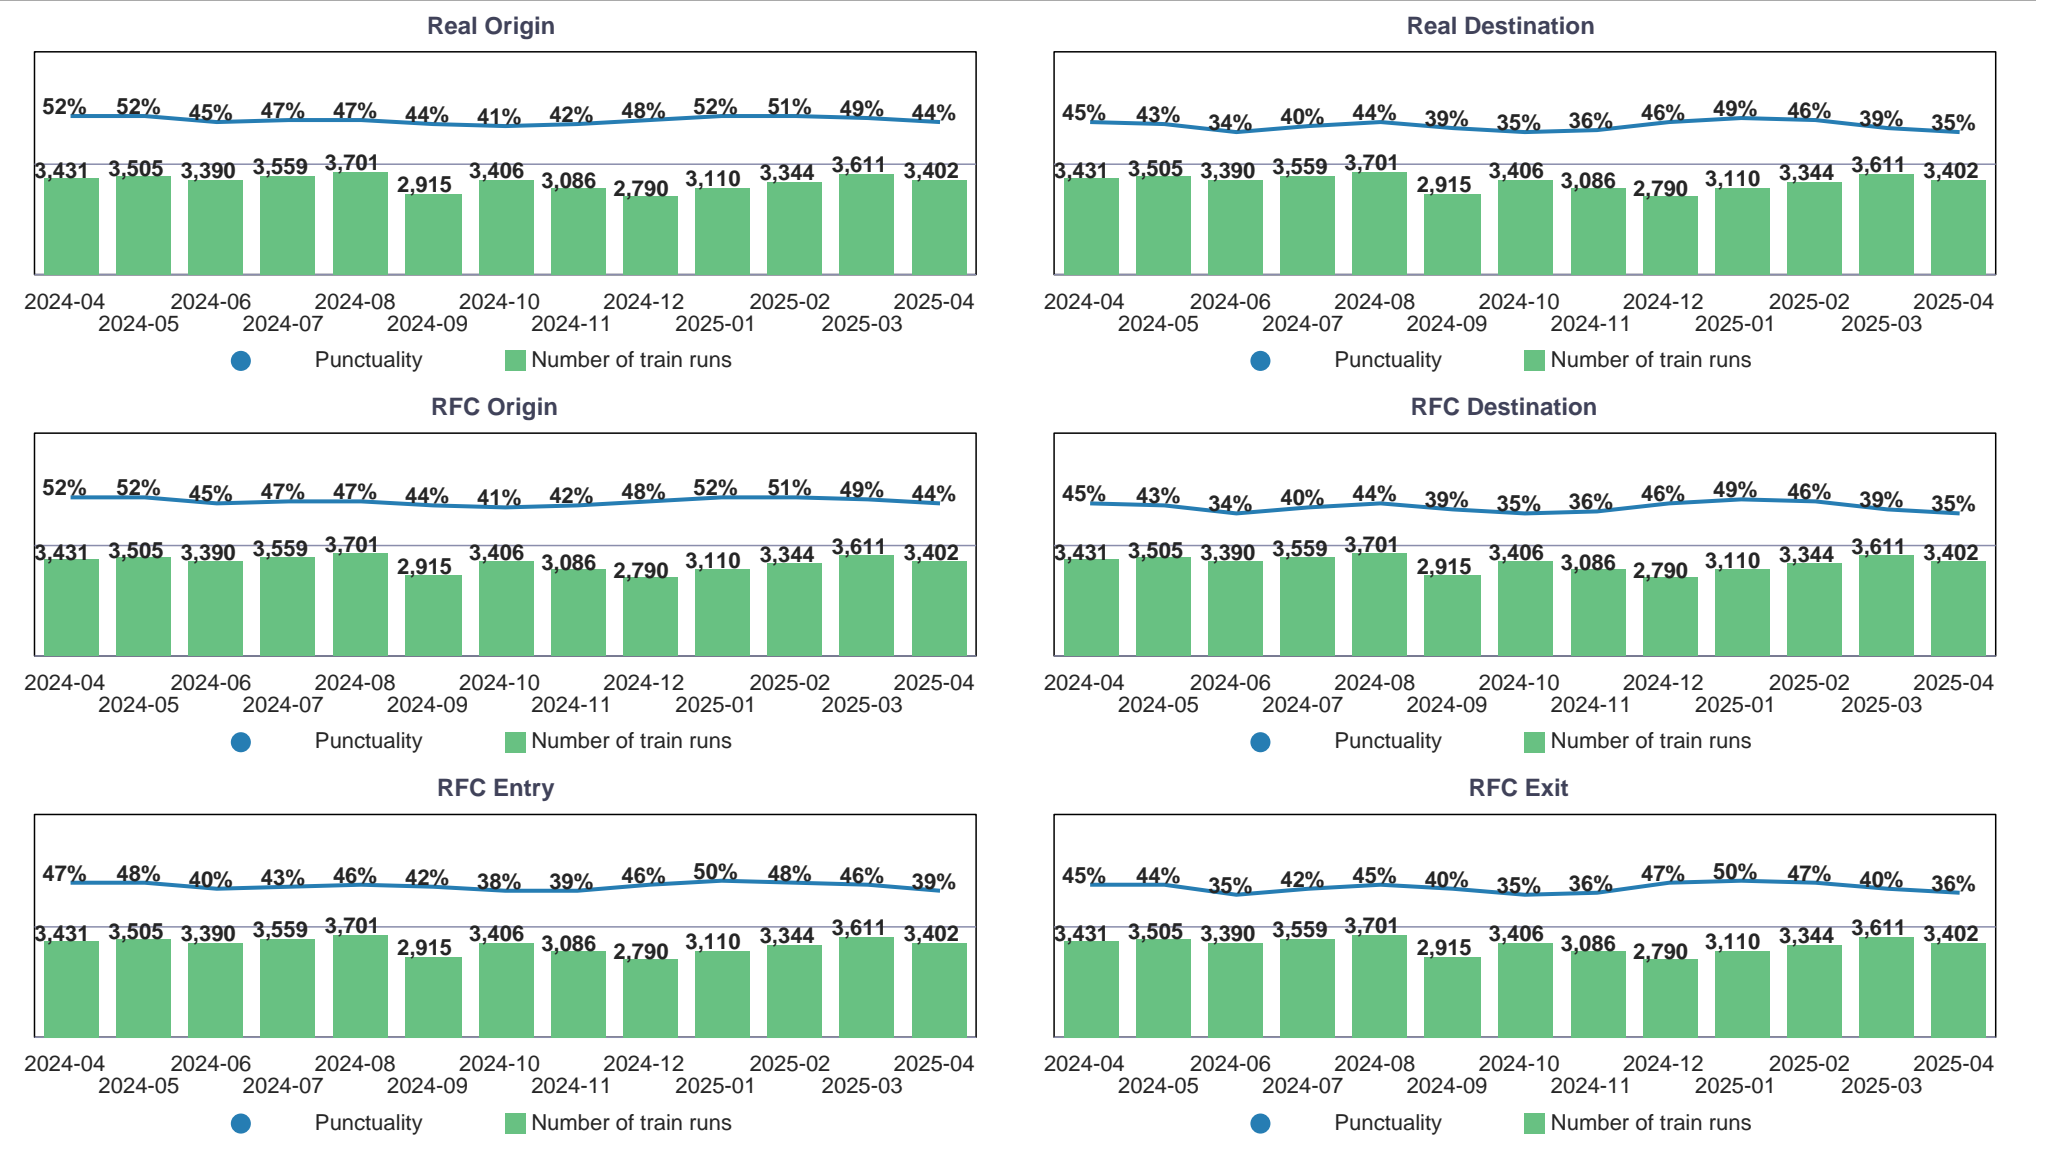 Real Origin
52% 52% 45% 47% 47% 44% 41% 42% 48% 52% 51% 49% 44%
3,431 3,505 3,390 3,559 3,701 2,915 3,406 3,086 2,790 3,110 3,344 3,611 3,402
2024-04 2024-06 2024-08 2024-10 2024-12 2025-02 2025-04
2024-05 2024-07 2024-09 2024-11 2025-01 2025-03
Punctuality Number of train runs
Real Destination
45% 43% 34% 40% 44% 39% 35% 36% 46% 49% 46% 39% 35%
3,431 3,505 3,390 3,559 3,701 2,915 3,406 3,086 2,790 3,110 3,344 3,611 3,402
2024-04 2024-06 2024-08 2024-10 2024-12 2025-02 2025-04
2024-05 2024-07 2024-09 2024-11 2025-01 2025-03
Punctuality Number of train runs
RFC Origin
52% 52% 45% 47% 47% 44% 41% 42% 48% 52% 51% 49% 44%
3,431 3,505 3,390 3,559 3,701 2,915 3,406 3,086 2,790 3,110 3,344 3,611 3,402
2024-04 2024-06 2024-08 2024-10 2024-12 2025-02 2025-04
2024-05 2024-07 2024-09 2024-11 2025-01 2025-03
Punctuality Number of train runs
RFC Destination
45% 43% 34% 40% 44% 39% 35% 36% 46% 49% 46% 39% 35%
3,431 3,505 3,390 3,559 3,701 2,915 3,406 3,086 2,790 3,110 3,344 3,611 3,402
2024-04 2024-06 2024-08 2024-10 2024-12 2025-02 2025-04
2024-05 2024-07 2024-09 2024-11 2025-01 2025-03
Punctuality Number of train runs
RFC Entry
47% 48% 40% 43% 46% 42% 38% 39% 46% 50% 48% 46% 39%
3,431 3,505 3,390 3,559 3,701 2,915 3,406 3,086 2,790 3,110 3,344 3,611 3,402
2024-04 2024-06 2024-08 2024-10 2024-12 2025-02 2025-04
2024-05 2024-07 2024-09 2024-11 2025-01 2025-03
Punctuality Number of train runs
RFC Exit
45% 44% 35% 42% 45% 40% 35% 36% 47% 50% 47% 40% 36%
3,431 3,505 3,390 3,559 3,701 2,915 3,406 3,086 2,790 3,110 3,344 3,611 3,402
2024-04 2024-06 2024-08 2024-10 2024-12 2025-02 2025-04
2024-05 2024-07 2024-09 2024-11 2025-01 2025-03
Punctuality Number of train runs